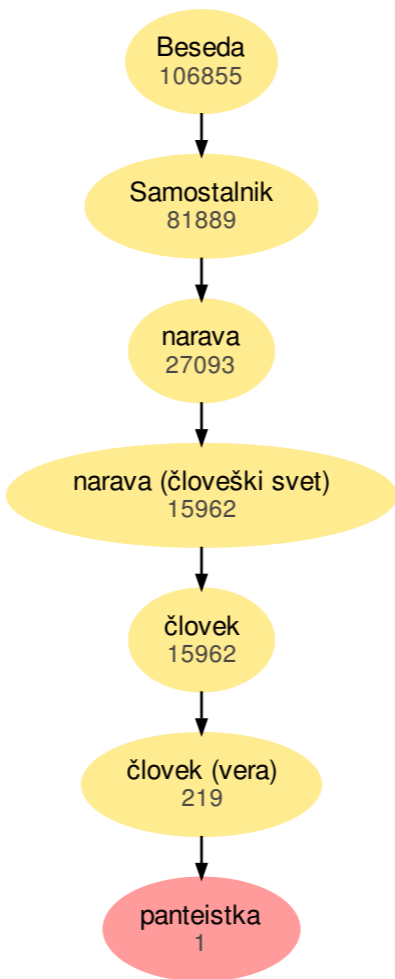 Beseda
106855
Samostalnik
81889
narava
27093
narava (človeški svet)
15962
človek
15962
človek (vera)
219
panteistka
1